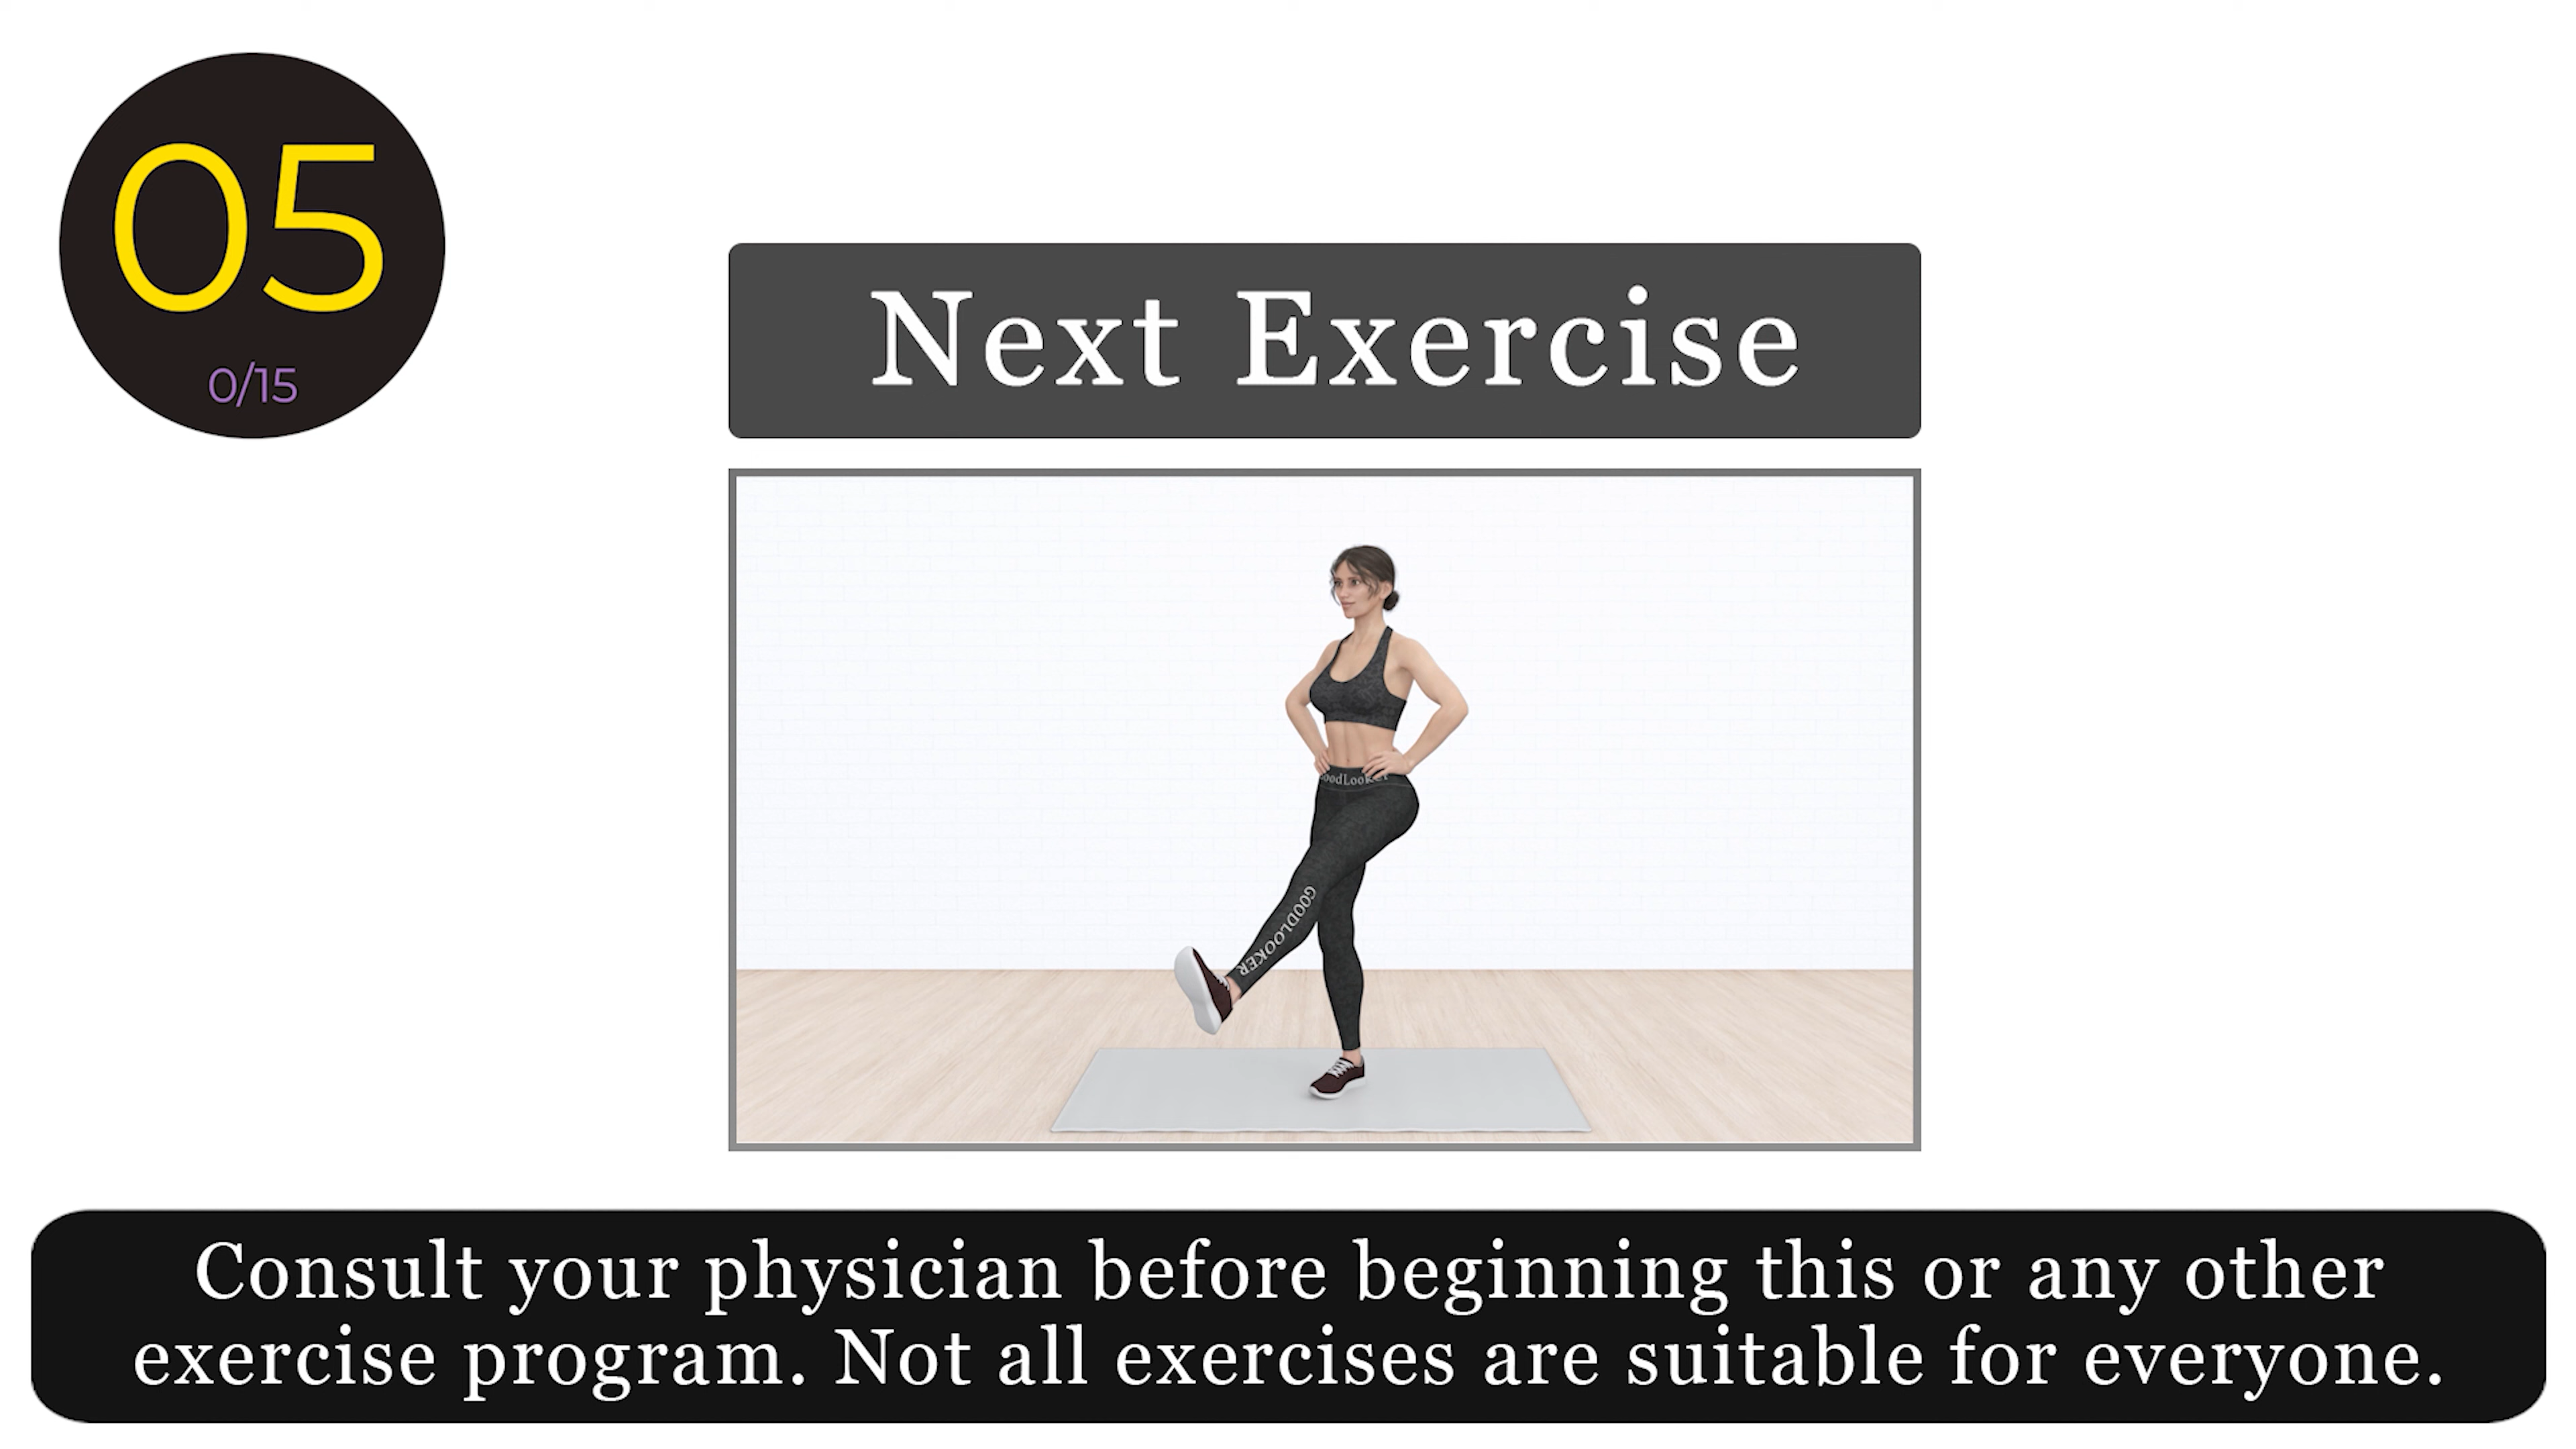 05
0/15
Next Exercise
oodLook
GOODLOOKER
Consult your physician before beginning this or any other
exercise program. Not all exercises are suitable for everyone.